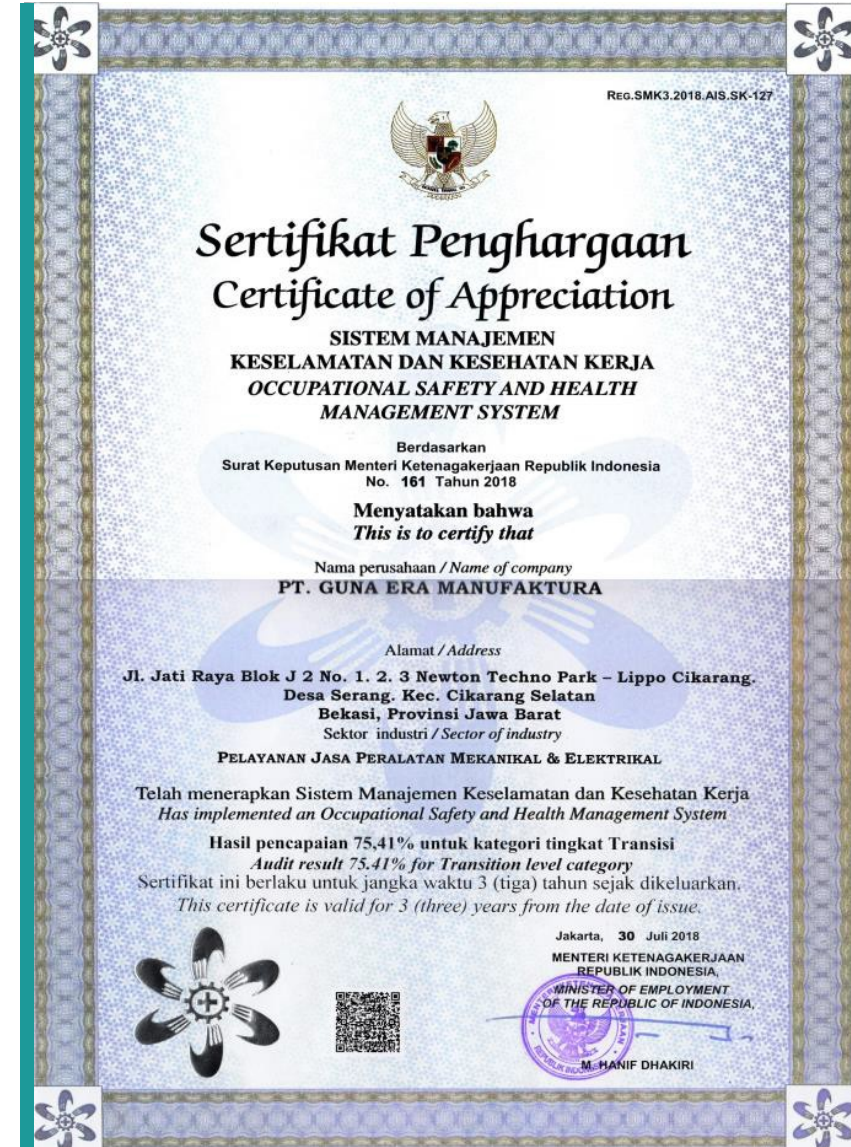 REG.SMK3.2018.AIS.SK-127
Sertifikat Penghargaan
Certificate of Appreciation
SISTEM MANAJEMEN
KESELAMATAN DAN KESEHATAN KERJA
OCCUPATIONAL SAFETY AND HEALTH
MANAGEMENT SYSTEM
Berdasarkan
Surat Keputusan Menteri Ketenagakerjaan Republik Indonesia
No. 161 Tahun 2018
Menyatakan bahwa
This is to certify that
Nama perusahaan / Name of company
PT. GUNA ERA MANUFAKTURA
Alamat / Address
Jl. Jati Raya Blok J 2 No. 1. 2. 3 Newton Techno Park – Lippo Cikarang.
Desa Serang. Kec. Cikarang Selatan
Bekasi, Provinsi Jawa Barat
Sektor industri / Sector of industry
PELAYANAN JASA PERALATAN MEKANIKAL & ELEKTRIKAL
Telah menerapkan Sistem Manajemen Keselamatan dan Kesehatan Kerja
Has implemented an Occupational Safety and Health Management System
Hasil pencapaian 75,41% untuk kategori tingkat Transisi
Audit result 75.41% for Transition level category
Sertifikat ini berlaku untuk jangka waktu 3 (tiga) tahun sejak dikeluarkan.
This certificate is valid for 3 (three) years from the date of issue.
Jakarta, 30 Juli 2018
MENTERI KETENAGAKERJAAN
REPUBLIK INDONESIA,
MINISTER OF EMPLOYMENT
OF THE REPUBLIC OF INDONESIA,
M. HANIF DHAKIRI